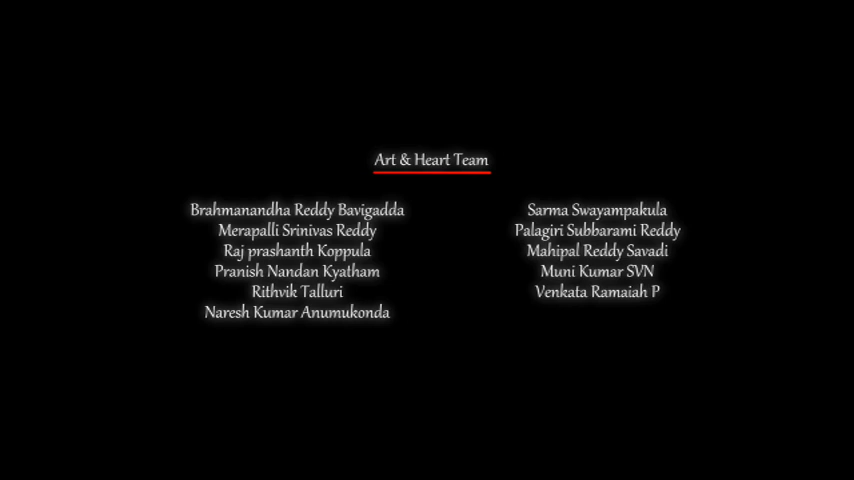 Art & Heart Team
Brahmanandha Reddy Bavigadda
Merapalli Srinivas Reddy
Raj prashanth Koppula
Pranish Nandan Kyatham
Rithvik Talluri
Naresh Kumar Anumukonda
Sarma Swayampakula
Palagiri Subbarami Reddy
Mahipal Reddy Savadi
Muni Kumar SVN
Venkata Ramaiah P